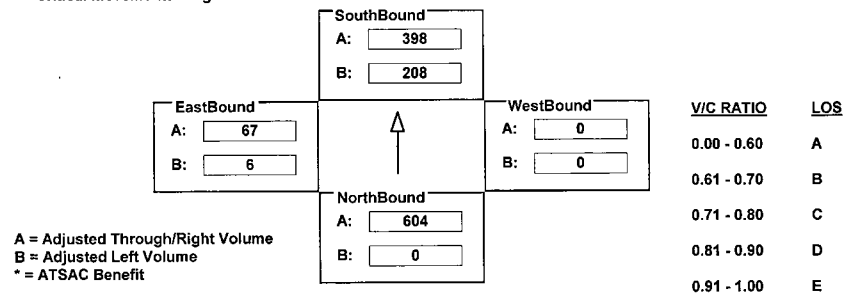 SouthBound
A: 398
B: 208
EastBound
A: 67
B: 6
WestBound
A: 0
B: 0
NorthBound
A: 604
B: 0
A = Adjusted Through/Right Volume
B = Adjusted Left Volume
* = ATSAC Benefit
V/C RATIO LOS
0.00 - 0.60 A
0.61 - 0.70 B
0.71 - 0.80 C
0.81 - 0.90 D
0.91 - 1.00 E